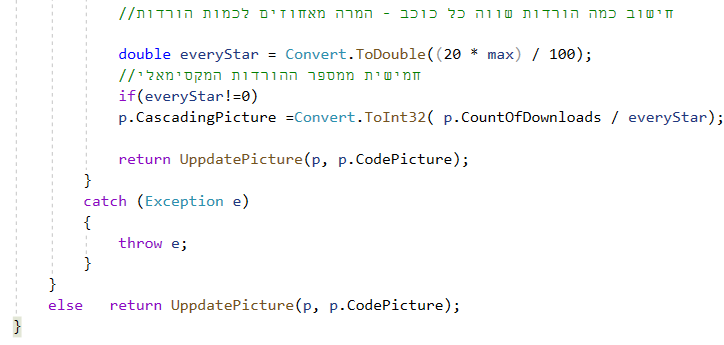 //חישוב כמה הורדות שווה כל כוכב - המרה מאחוזים לכמות הורדות
double everyStar = Convert.ToDouble((20 * max) / 100);
//חמישית ממספר ההורדות המקסימאלי
if(everyStar!=0)
p.CascadingPicture =Convert.ToInt32( p.CountOfDownloads / everyStar);
return UppdatePicture(p, p.CodePicture);
}
catch (Exception e)
{
throw e;
}
}
else   return UppdatePicture(p, p.CodePicture);
}